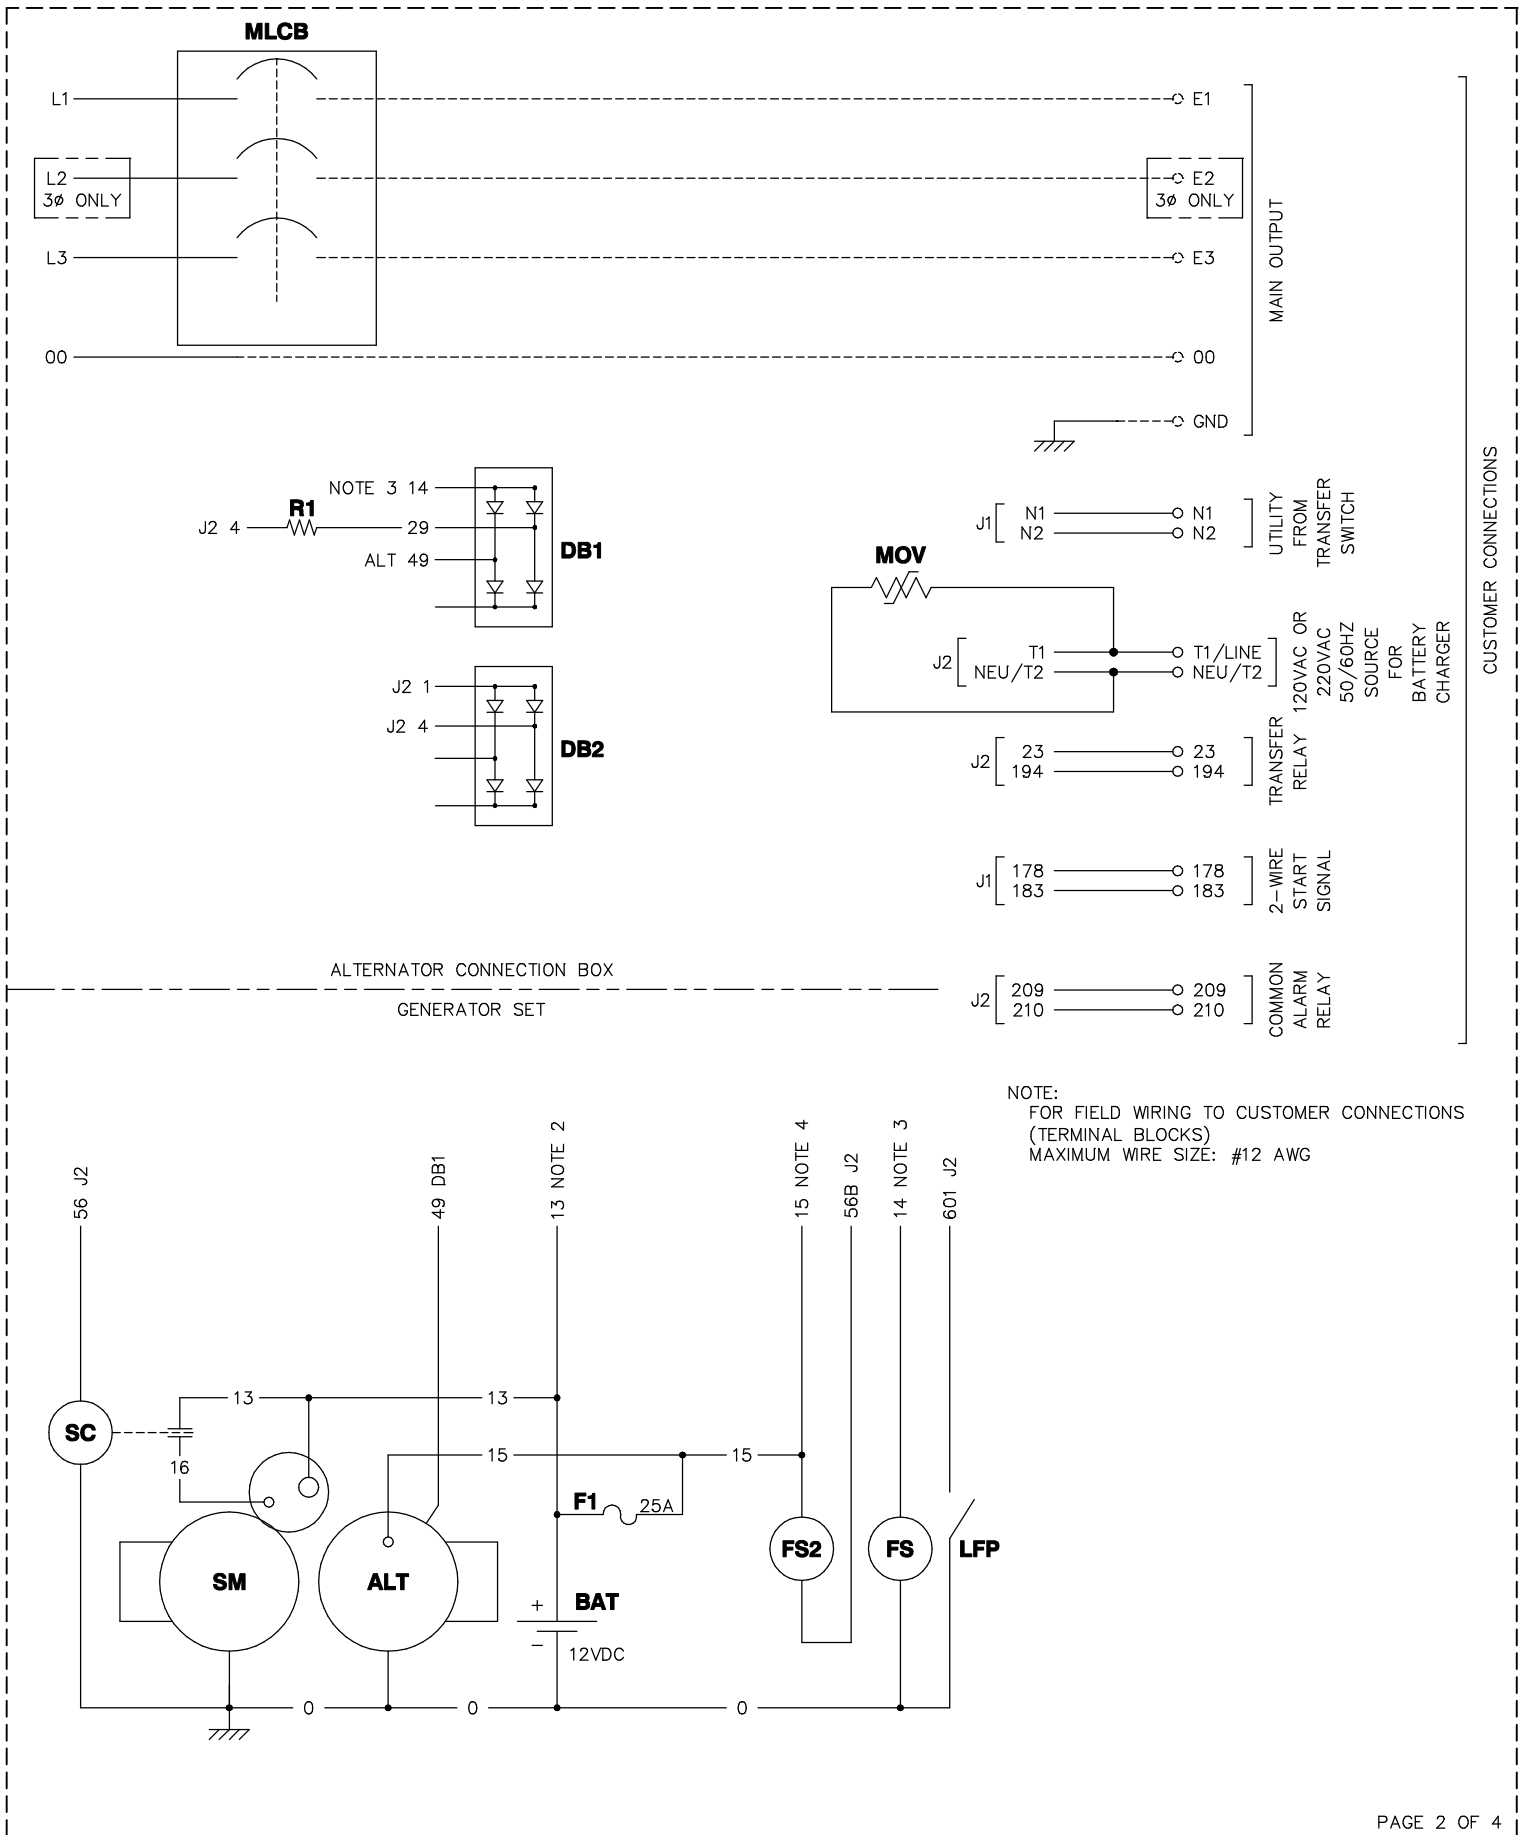 MLCB
L1
E1
L2
3ø ONLY
E2
3ø ONLY
L3
E3
MAIN OUTPUT
00
00
GND
CUSTOMER CONNECTIONS
NOTE 3 14
R1
J2 4
29
ALT 49
DB1
J1
N1
N2
N1
N2
UTILITY
FROM
TRANSFER
SWITCH
MOV
J2
T1
NEU/T2
T1/LINE
NEU/T2
120VAC OR
220VAC
50/60HZ
SOURCE
FOR
BATTERY
CHARGER
J2 1
J2 4
DB2
J2
23
194
23
194
TRANSFER
RELAY
J1
178
183
178
183
2-WIRE
START
SIGNAL
ALTERNATOR CONNECTION BOX
GENERATOR SET
J2
209
210
209
210
COMMON
ALARM
RELAY
NOTE:
FOR FIELD WIRING TO CUSTOMER CONNECTIONS
(TERMINAL BLOCKS)
MAXIMUM WIRE SIZE: #12 AWG
56 J2
49 DB1
13 NOTE 2
15 NOTE 4
56B J2
14 NOTE 3
601 J2
13
13
SC
16
15
15
F1
25A
SM
ALT
FS2
FS
LFP
+
BAT
−
12VDC
0
0
0
PAGE 2 OF 4